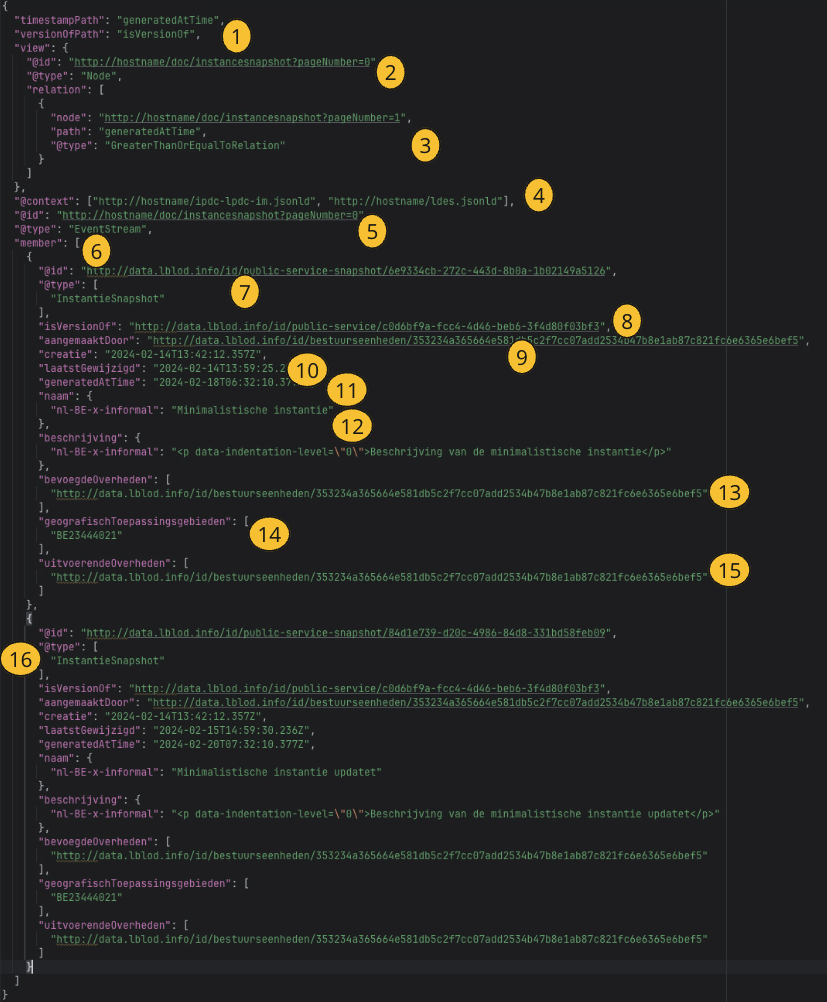 {
"timestampPath": "generatedAtTime",
"versionOfPath": "isVersionOf",
1
"view": {
"@id": "http://hostname/doc/instancesnapshot?pageNumber=0"
2
"@type": "Node",
"relation": [
{
"node": "http://hostname/doc/instancesnapshot?pageNumber=1",
"path": "generatedAtTime",
"@type": "GreaterThanOrEqualToRelation"
3
}
]
},
"@context": ["http://hostname/ipdc-lpdc-im.jsonld", "http://hostname/ldes.jsonld"],
4
"@id": "http://hostname/doc/instancesnapshot?pageNumber=0"
"@type": "EventStream",
5
"member": [
6
{
"@id": "http://data.lblod.info/id/public-service-snapshot/6e9334cb-272c-443d-8b0a-1b02149a5126",
"@type": [
7
"InstantieSnapshot"
],
"isVersionOf": "http://data.lblod.info/id/public-service/c0d6bf9a-fcc4-4d46-beb6-3f4d80f03bf3",
8
"aangemaaktDoor": "http://data.lblod.info/id/bestuurseenheden/353234a365664e581db5c2f7cc07add2534b47b8e1ab87c821fc6e6365e6bef5",
9
"creatie": "2024-02-14T13:42:12.357Z",
"laatstGewijzigd": "2024-02-14T13:59:25.2
10
"generatedAtTime": "2024-02-18T06:32:10.37
11
"naam": {
"nl-BE-x-informal": "Minimalistische instantie"
12
},
"beschrijving": {
"nl-BE-x-informal": "<p data-indentation-level=\"0\">Beschrijving van de minimalistische instantie</p>"
},
"bevoegdeOverheden": [
"http://data.lblod.info/id/bestuurseenheden/353234a365664e581db5c2f7cc07add2534b47b8e1ab87c821fc6e6365e6bef5"
13
],
"geografischToepassingsgebieden": [
"BE23444021"
14
],
"uitvoerendeOverheden": [
"http://data.lblod.info/id/bestuurseenheden/353234a365664e581db5c2f7cc07add2534b47b8e1ab87c821fc6e6365e6bef5"
15
]
},
{
"@id": "http://data.lblod.info/id/public-service-snapshot/84d1e739-d20c-4986-84d8-331bd58feb09",
"@type": [
16
"InstantieSnapshot"
],
"isVersionOf": "http://data.lblod.info/id/public-service/c0d6bf9a-fcc4-4d46-beb6-3f4d80f03bf3",
"aangemaaktDoor": "http://data.lblod.info/id/bestuurseenheden/353234a365664e581db5c2f7cc07add2534b47b8e1ab87c821fc6e6365e6bef5",
"creatie": "2024-02-14T13:42:12.357Z",
"laatstGewijzigd": "2024-02-15T14:59:30.236Z",
"generatedAtTime": "2024-02-20T07:32:10.377Z",
"naam": {
"nl-BE-x-informal": "Minimalistische instantie updatet"
},
"beschrijving": {
"nl-BE-x-informal": "<p data-indentation-level=\"0\">Beschrijving van de minimalistische instantie updatet</p>"
},
"bevoegdeOverheden": [
"http://data.lblod.info/id/bestuurseenheden/353234a365664e581db5c2f7cc07add2534b47b8e1ab87c821fc6e6365e6bef5"
],
"geografischToepassingsgebieden": [
"BE23444021"
],
"uitvoerendeOverheden": [
"http://data.lblod.info/id/bestuurseenheden/353234a365664e581db5c2f7cc07add2534b47b8e1ab87c821fc6e6365e6bef5"
]
}
]
}